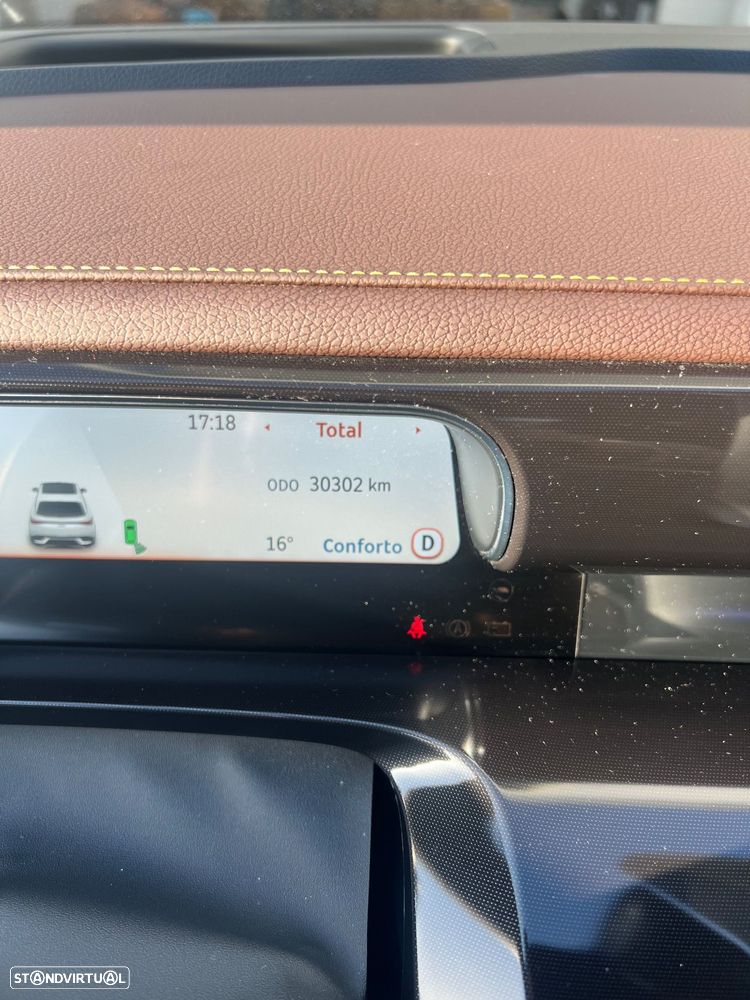 17:18 Total
ODO 30302 km
16° Conforto D
A
STANDVIRTUAL